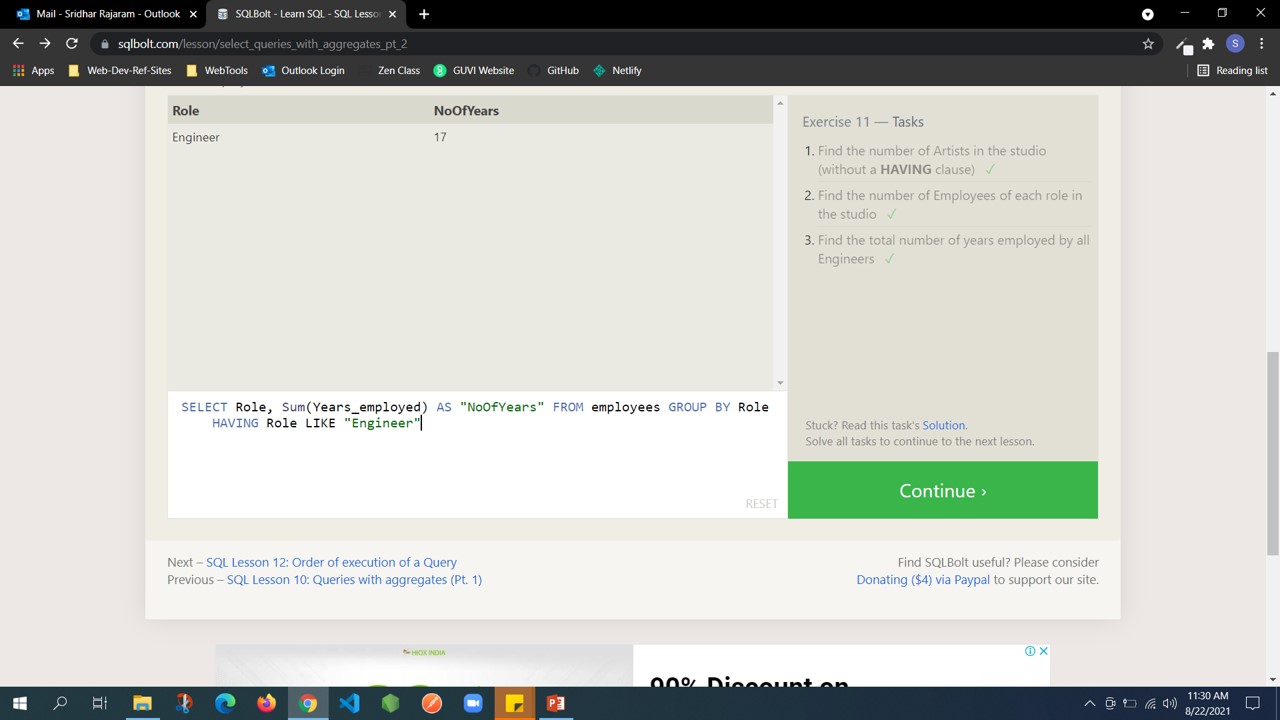 Mail - Sridhar Rajaram - Outlook
SQLBolt - Learn SQL - SQL Lesson
sqlbolt.com/lesson/select_queries_with_aggregates_pt_2
S
Apps
Web-Dev-Ref-Sites
WebTools
Outlook Login
Zen Class
GUVI Website
GitHub
Netlify
Reading list
Role NoOfYears
Engineer 17
Exercise 11 — Tasks
1. Find the number of Artists in the studio
(without a HAVING clause) ✓
2. Find the number of Employees of each role in
the studio ✓
3. Find the total number of years employed by all
Engineers ✓
SELECT Role, Sum(Years_employed) AS "NoOfYears" FROM employees GROUP BY Role
HAVING Role LIKE "Engineer"
RESET
Stuck? Read this task's Solution.
Solve all tasks to continue to the next lesson.
Continue ›
Next – SQL Lesson 12: Order of execution of a Query
Previous – SQL Lesson 10: Queries with aggregates (Pt. 1)
Find SQLBolt useful? Please consider
Donating ($4) via Paypal to support our site.
HIOX INDIA
90% Discount on
11:30 AM
8/22/2021